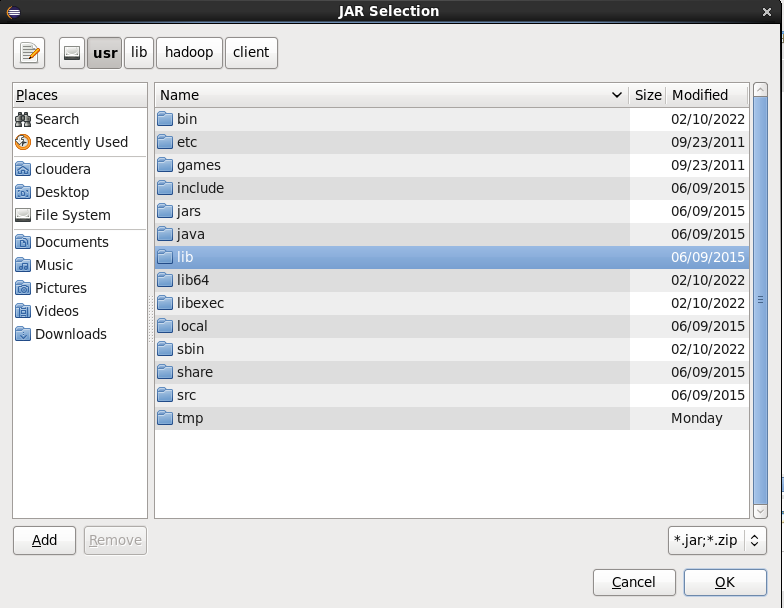 JAR Selection
usr lib hadoop client
Places
Search
Recently Used
cloudera
Desktop
File System
Documents
Music
Pictures
Videos
Downloads
Name Size Modified
bin 02/10/2022
etc 09/23/2011
games 09/23/2011
include 06/09/2015
jars 06/09/2015
java 06/09/2015
lib 06/09/2015
lib64 02/10/2022
libexec 02/10/2022
local 06/09/2015
sbin 02/10/2022
share 06/09/2015
src 06/09/2015
tmp Monday
Add Remove *.jar;*.zip
Cancel OK